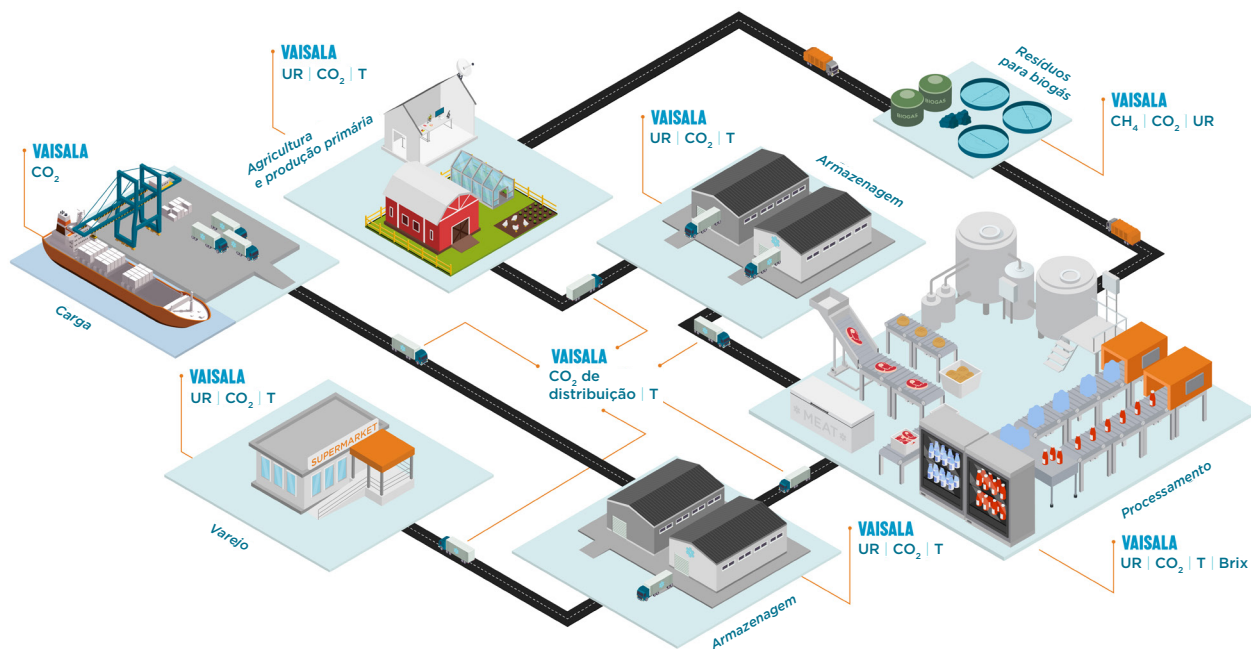 VAISALA
UR | CO₂ | T
Agricultura
e produção primária
VAISALA
CO₂
Carga
VAISALA
UR | CO₂ | T
Armazenagem
Resíduos
para biogás
BIOGÁS
BIOGÁS
VAISALA
CH₄ | CO₂ | UR
VAISALA
CO₂ de
distribuição | T
VAISALA
UR | CO₂ | T
SUPERMARKET
Varejo
MEAT
Processamento
VAISALA
UR | CO₂ | T | Brix
VAISALA
UR | CO₂ | T
Armazenagem